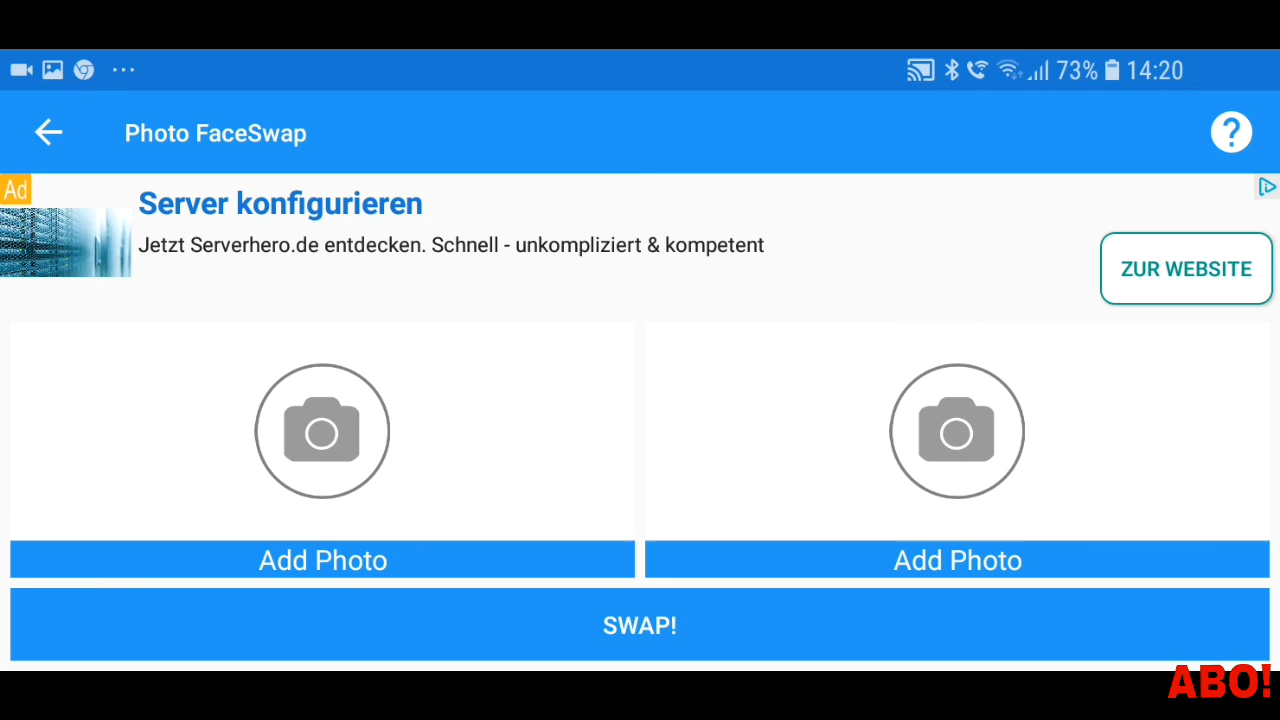 73% 14:20
Photo FaceSwap
?
Ad
Server konfigurieren
Jetzt Serverhero.de entdecken. Schnell - unkompliziert & kompetent
ZUR WEBSITE
Add Photo
Add Photo
SWAP!
ABO!